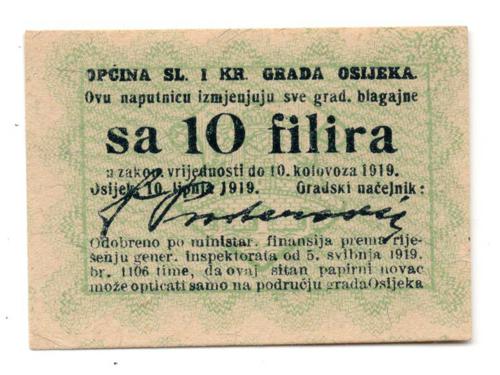 OPĆINA SL. I KR. GRADA OSIJEKA.
Ovu naputnicu izmjenjuju sve grad. blagajne
sa 10 filira
u zakon. vrijednosti do 10. kolovoza 1919.
Osijek, 10. lipnja 1919. Gradski načelnik:
Odobreno po ministar. finansija prema rije-
šenju gener. inspektorata od 5. svibnja 1919.
br. 1106 time, da ovaj sitan papirni novac
može opticati samo na području grada Osijeka